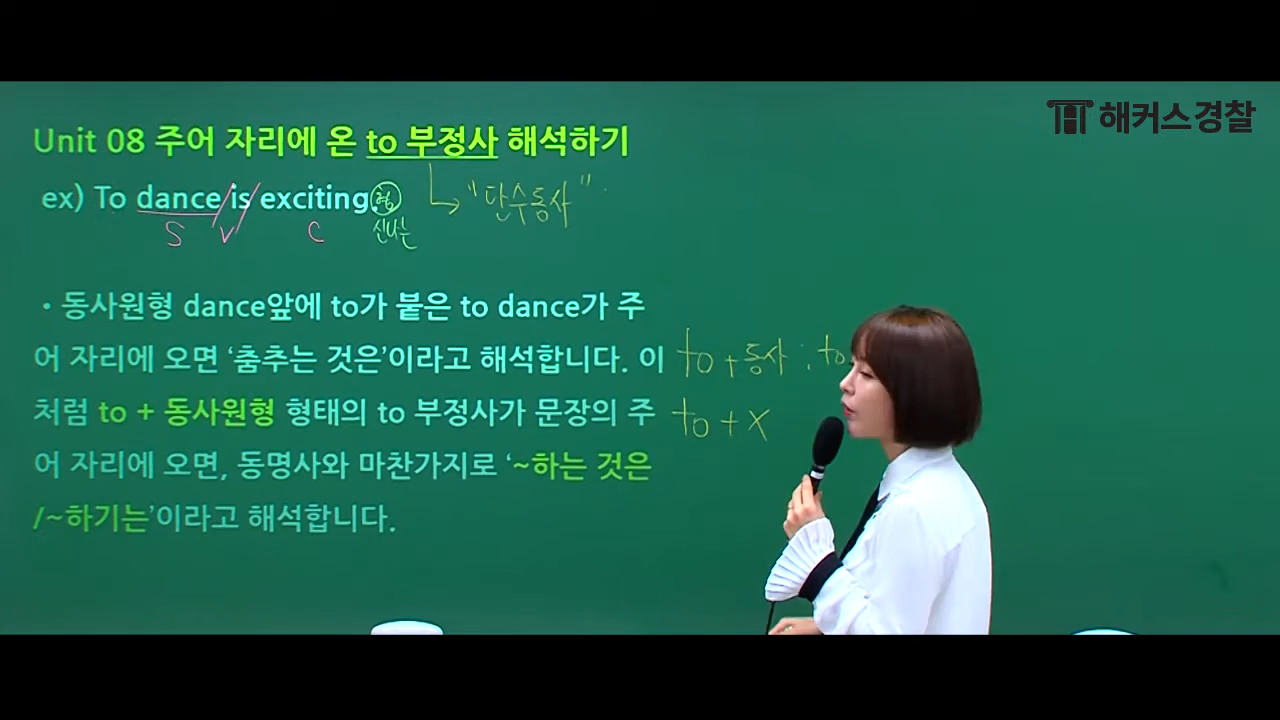 해커스경찰
Unit 08 주어 자리에 온 to 부정사 해석하기
ex) To dance is exciting. 형 "단수동사"
S V C 신나는
• 동사원형 dance앞에 to가 붙은 to dance가 주
어 자리에 오면 ‘춤추는 것은’이라고 해석합니다. 이
처럼 to + 동사원형 형태의 to 부정사가 문장의 주
어 자리에 오면, 동명사와 마찬가지로 ‘~하는 것은
/~하기는’이라고 해석합니다.
to + 동사 : to
to + X